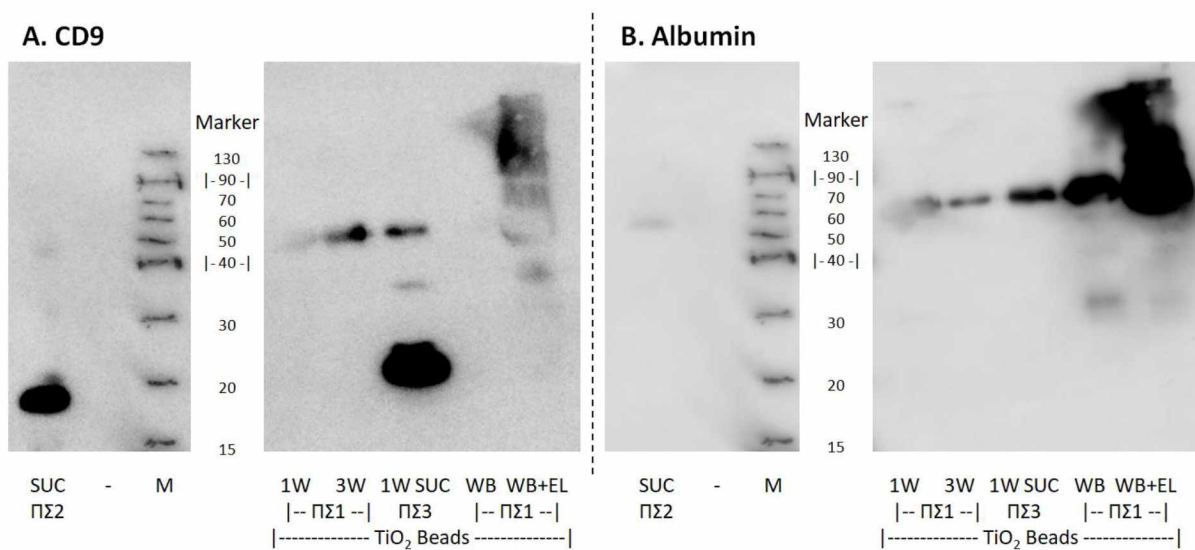 A. CD9
B. Albumin
Marker
130
|- 90 -|
70
60
50
|- 40 -|
30
20
15
Marker
130
|- 90 -|
70
60
50
|- 40 -|
30
20
15
SUC - M
ΠΣ2
1W 3W 1W SUC WB WB+EL
|-- ΠΣ1 --| ΠΣ3 |-- ΠΣ1 --|
|------------- TiO₂ Beads -------------|
SUC - M
ΠΣ2
1W 3W 1W SUC WB WB+EL
|-- ΠΣ1 --| ΠΣ3 |-- ΠΣ1 --|
|------------- TiO₂ Beads -------------|